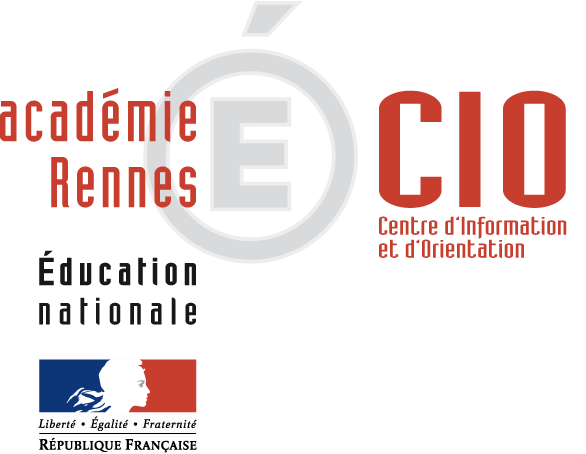 académie
Rennes
É
CIO
Centre d'Information
et d'Orientation
Éducation
nationale
Liberté • Égalité • Fraternité
RÉPUBLIQUE FRANÇAISE